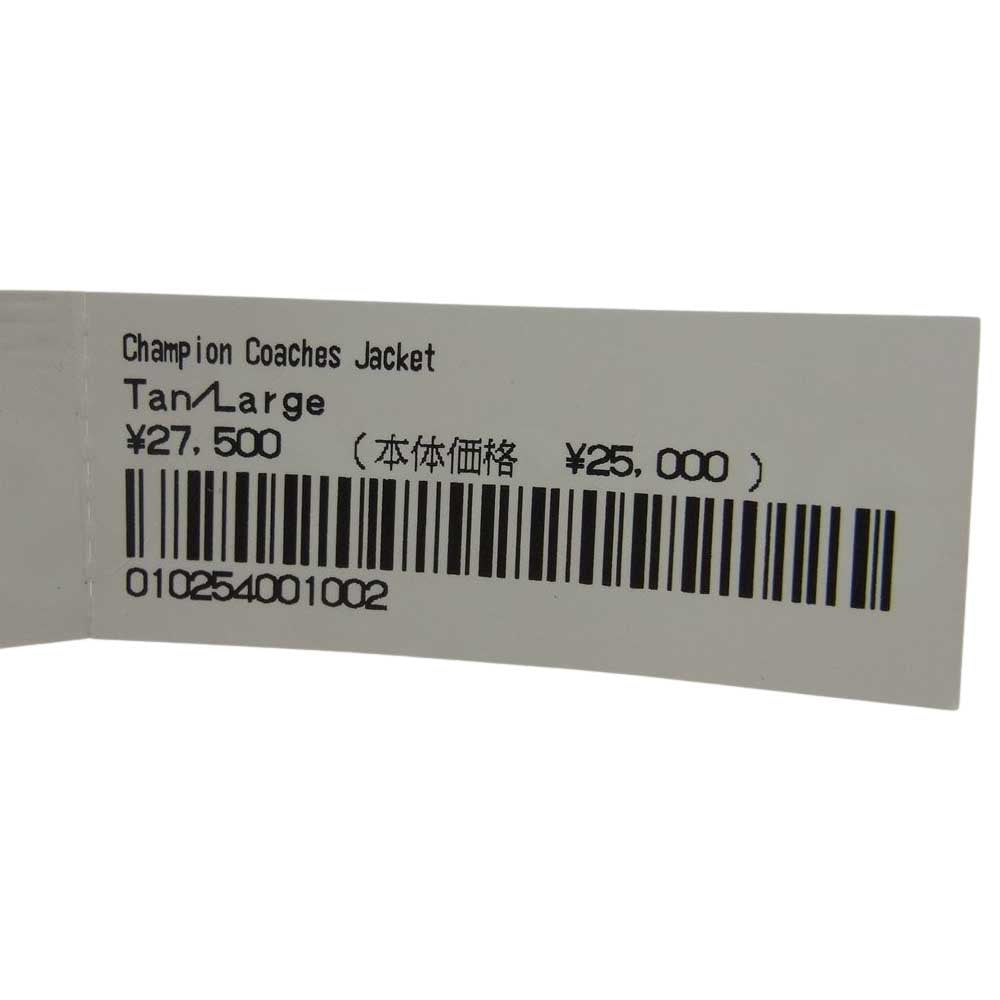 Champion Coaches Jacket
Tan/Large
¥27,500 (本体価格 ¥25,000)
010254001002